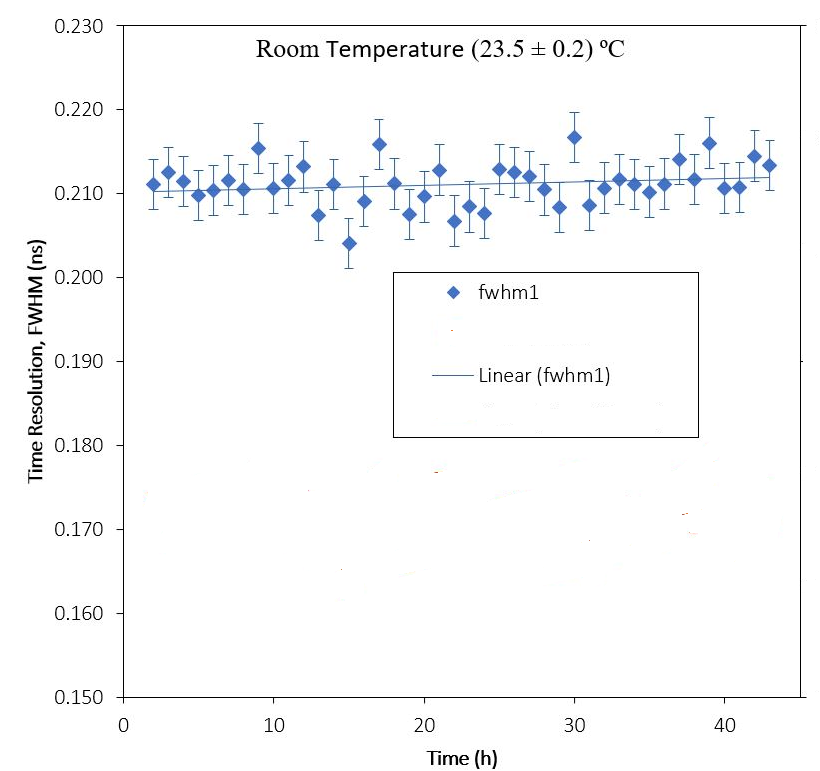 Room Temperature (23.5 ± 0.2) ºC
0.230
0.220
0.210
0.200
0.190
0.180
0.170
0.160
0.150
Time Resolution, FWHM (ns)
fwhm1
Linear (fwhm1)
0 10 20 30 40
Time (h)